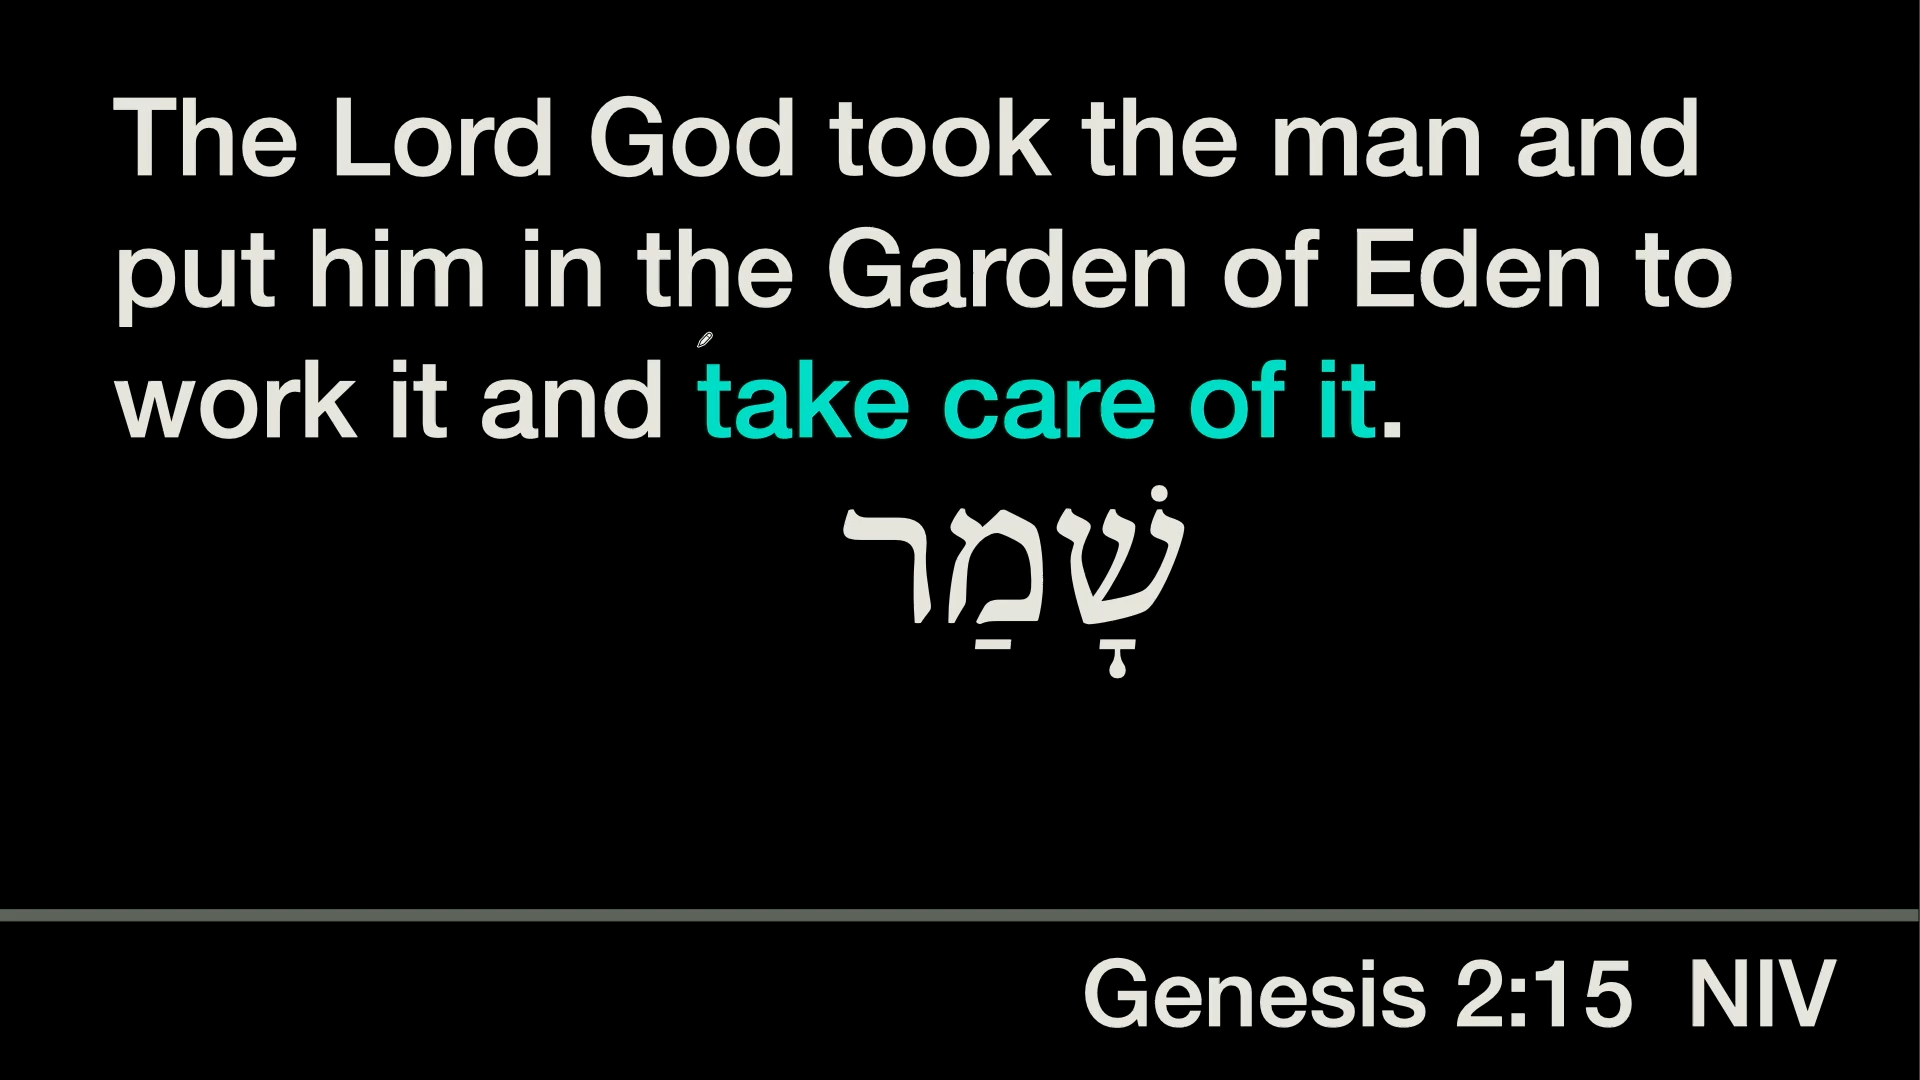 The Lord God took the man and
put him in the Garden of Eden to
work it and take care of it.
שָׁמַר
Genesis 2:15 NIV